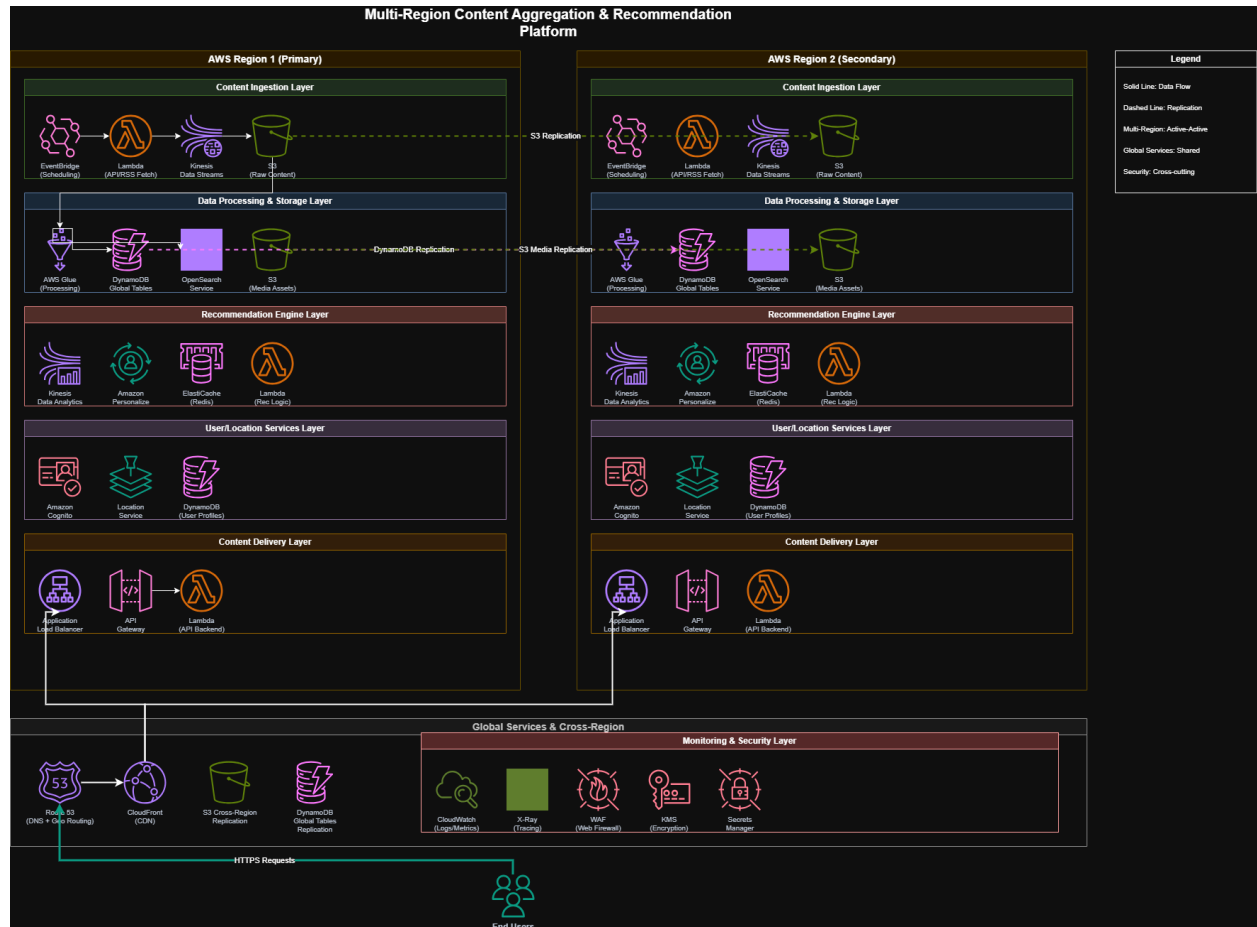 Multi-Region Content Aggregation & Recommendation
Platform
AWS Region 1 (Primary)
Content Ingestion Layer
EventBridge
(Scheduling)
Lambda
(API/RSS Fetch)
Kinesis
Data Streams
S3
(Raw Content)
Data Processing & Storage Layer
AWS Glue
(Processing)
DynamoDB
Global Tables
OpenSearch
Service
S3
(Media Assets)
Recommendation Engine Layer
Kinesis
Data Analytics
Amazon
Personalize
ElastiCache
(Redis)
Lambda
(Rec Logic)
User/Location Services Layer
Amazon
Cognito
Location
Service
DynamoDB
(User Profiles)
Content Delivery Layer
Application
Load Balancer
API
Gateway
Lambda
(API Backend)
S3 Replication
DynamoDB Replication
S3 Media Replication
AWS Region 2 (Secondary)
Content Ingestion Layer
EventBridge
(Scheduling)
Lambda
(API/RSS Fetch)
Kinesis
Data Streams
S3
(Raw Content)
Data Processing & Storage Layer
AWS Glue
(Processing)
DynamoDB
Global Tables
OpenSearch
Service
S3
(Media Assets)
Recommendation Engine Layer
Kinesis
Data Analytics
Amazon
Personalize
ElastiCache
(Redis)
Lambda
(Rec Logic)
User/Location Services Layer
Amazon
Cognito
Location
Service
DynamoDB
(User Profiles)
Content Delivery Layer
Application
Load Balancer
API
Gateway
Lambda
(API Backend)
Legend
Solid Line: Data Flow
Dashed Line: Replication
Multi-Region: Active-Active
Global Services: Shared
Security: Cross-cutting
Global Services & Cross-Region
53
Route 53
(DNS + Geo Routing)
CloudFront
(CDN)
S3 Cross-Region
Replication
DynamoDB
Global Tables
Replication
Monitoring & Security Layer
CloudWatch
(Logs/Metrics)
X-Ray
(Tracing)
WAF
(Web Firewall)
KMS
(Encryption)
Secrets
Manager
HTTPS Requests
End Users